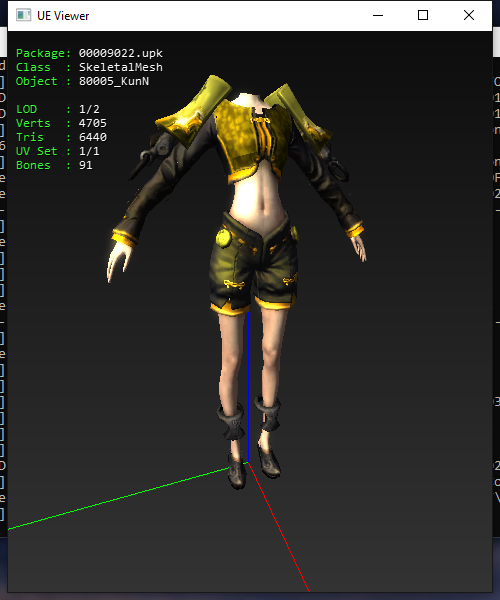 UE Viewer
Package: 00009022.upk
Class : SkeletalMesh
Object : 80005_KunN
LOD : 1/2
Verts : 4705
Tris : 6440
UV Set : 1/1
Bones : 91